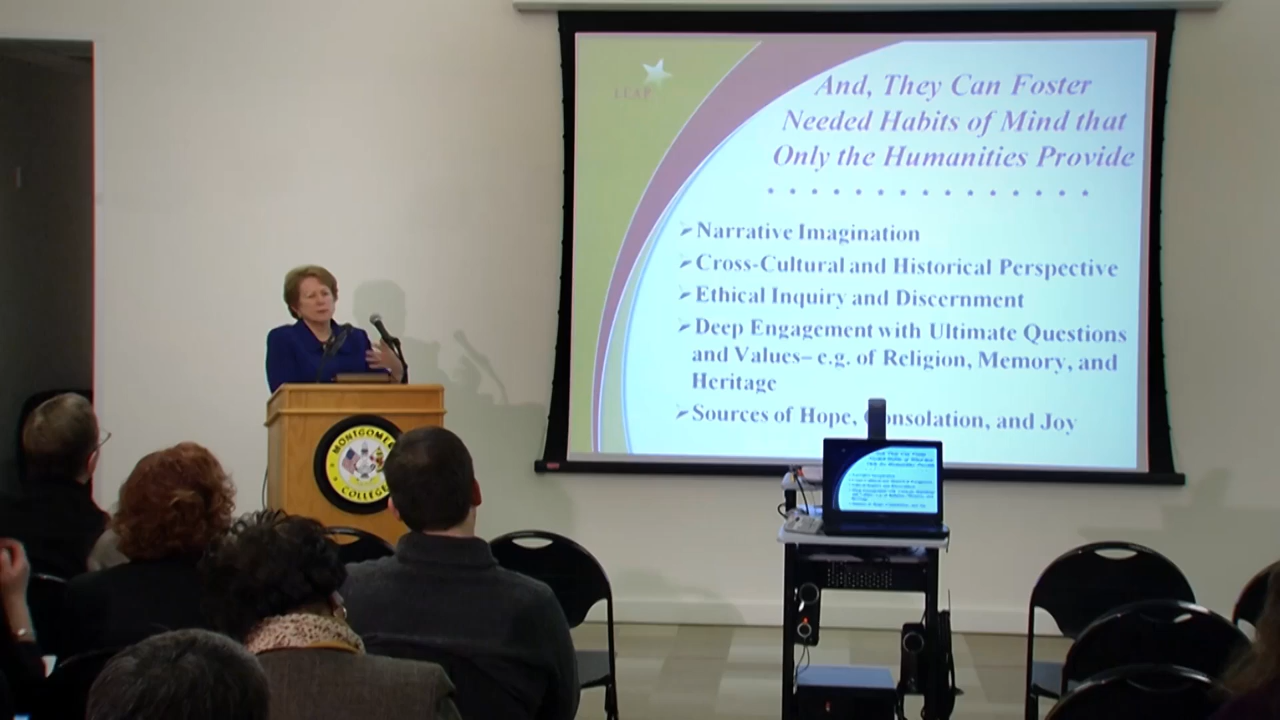 LEAP
And, They Can Foster
Needed Habits of Mind that
Only the Humanities Provide
➢Narrative Imagination
➢Cross-Cultural and Historical Perspective
➢Ethical Inquiry and Discernment
➢Deep Engagement with Ultimate Questions
and Values– e.g. of Religion, Memory, and
Heritage
➢Sources of Hope, onsolation, and Joy
COLLEGE